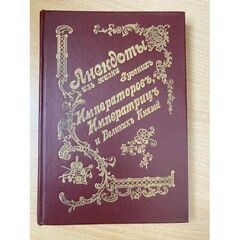 Анекдоты
изъ жизни Русскихъ
Императоровъ,
Императрицъ
и Великихъ Князей